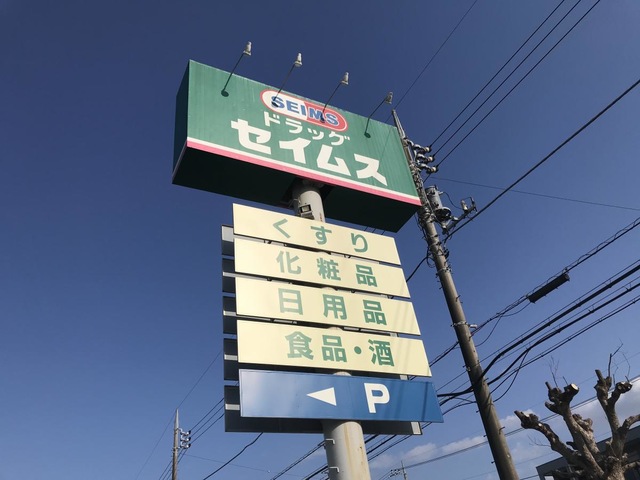 SEIMS
ドラッグ
セイムス
くすり
化粧品
日用品
食品・酒
◀ P